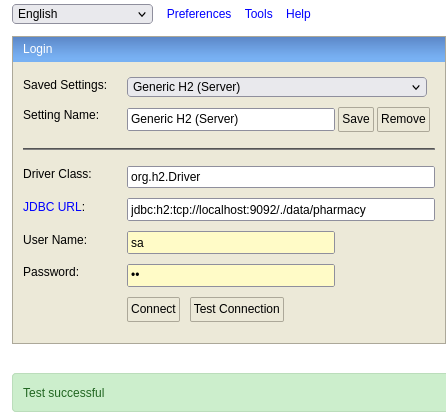 English Preferences Tools Help
Login
Saved Settings: Generic H2 (Server)
Setting Name: Generic H2 (Server) Save Remove
Driver Class: org.h2.Driver
JDBC URL: jdbc:h2:tcp://localhost:9092/./data/pharmacy
User Name: sa
Password: ••
Connect Test Connection
Test successful